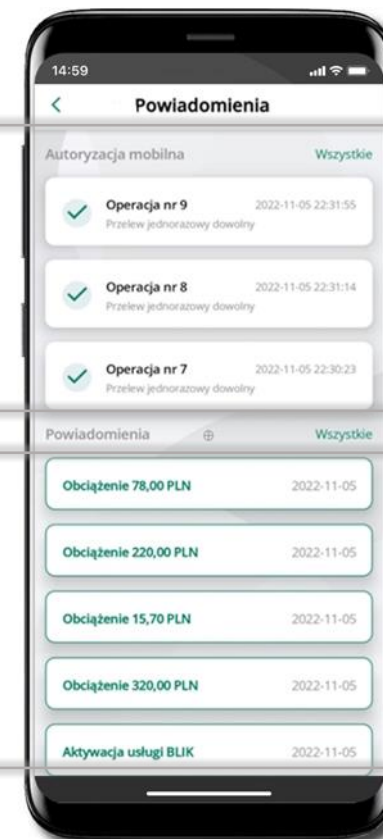 14:59
Powiadomienia
Autoryzacja mobilna Wszystkie
Operacja nr 9 2022-11-05 22:31:55
Przelew jednorazowy dowolny
Operacja nr 8 2022-11-05 22:31:14
Przelew jednorazowy dowolny
Operacja nr 7 2022-11-05 22:30:23
Przelew jednorazowy dowolny
Powiadomienia Wszystkie
Obciążenie 78,00 PLN 2022-11-05
Obciążenie 220,00 PLN 2022-11-05
Obciążenie 15,70 PLN 2022-11-05
Obciążenie 320,00 PLN 2022-11-05
Aktywacja usługi BLIK 2022-11-05